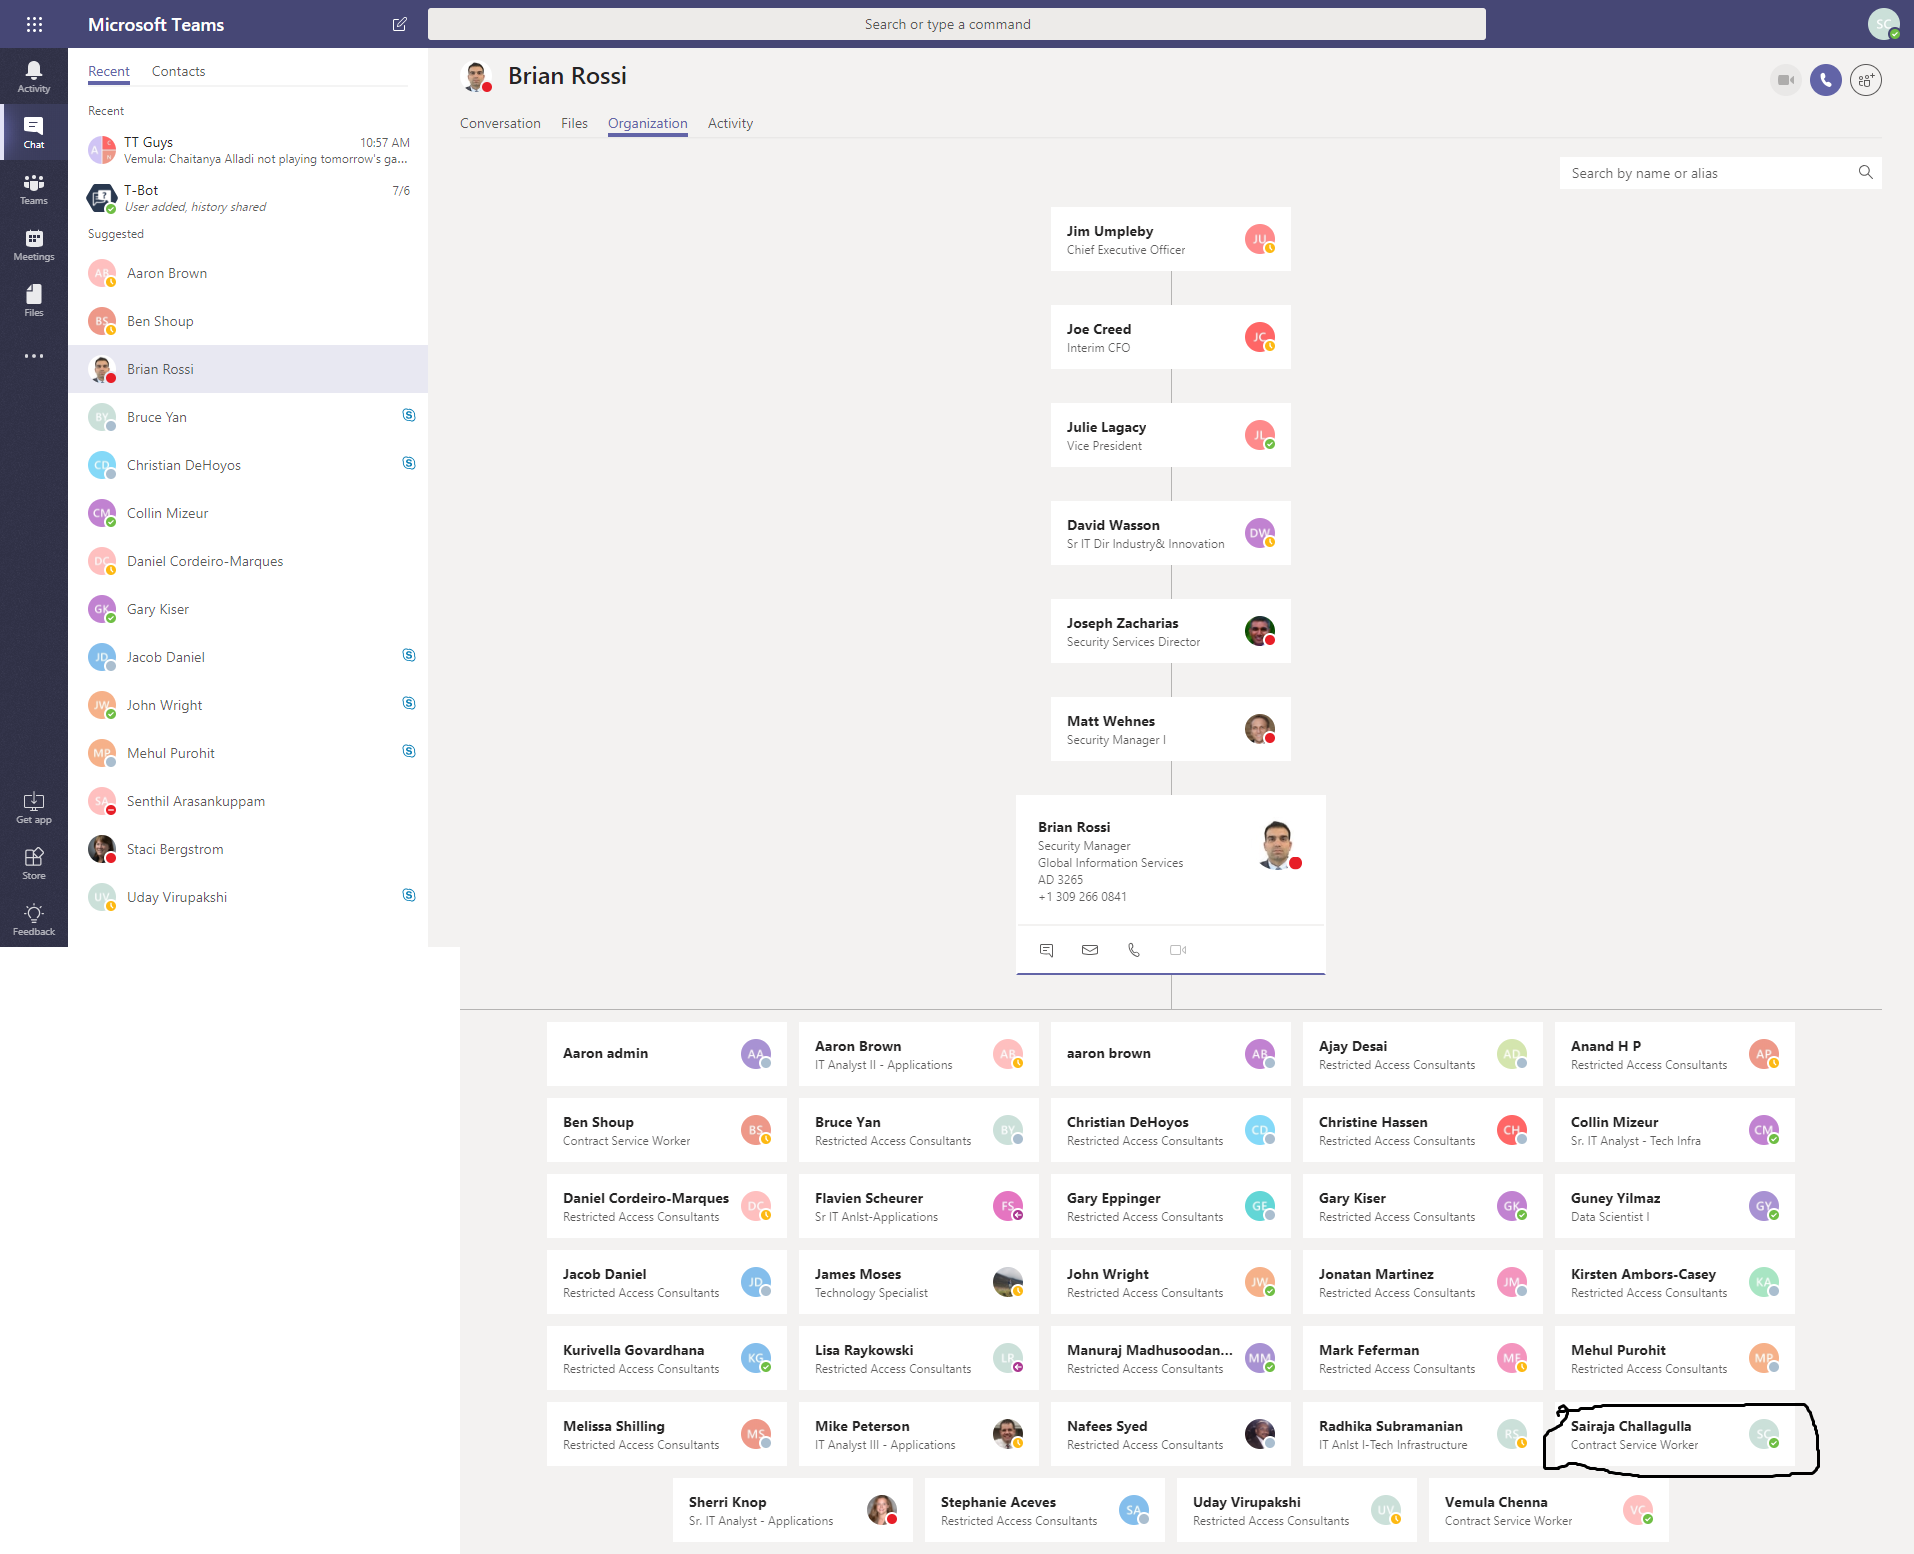 Microsoft Teams
Search or type a command
SC
Activity
Chat
Teams
Meetings
Files
Get app
Store
Feedback
Recent Contacts
Recent
TT Guys 10:57 AM
Vemula: Chaitanya Alladi not playing tomorrow's ga...
T-Bot 7/6
User added, history shared
Suggested
AB Aaron Brown
BS Ben Shoup
Brian Rossi
BY Bruce Yan
CD Christian DeHoyos
CM Collin Mizeur
DC Daniel Cordeiro-Marques
GK Gary Kiser
JD Jacob Daniel
JW John Wright
MP Mehul Purohit
SA Senthil Arasankuppam
Staci Bergstrom
UV Uday Virupakshi
Brian Rossi
Conversation Files Organization Activity
Search by name or alias
Jim Umpleby JU
Chief Executive Officer
Joe Creed JC
Interim CFO
Julie Lagacy JL
Vice President
David Wasson DW
Sr IT Dir Industry& Innovation
Joseph Zacharias
Security Services Director
Matt Wehnes
Security Manager I
Brian Rossi
Security Manager
Global Information Services
AD 3265
+1 309 266 0841
Aaron admin AA
Aaron Brown AB
IT Analyst II - Applications
aaron brown AB
Ajay Desai AD
Restricted Access Consultants
Anand H P AP
Restricted Access Consultants
Ben Shoup BS
Contract Service Worker
Bruce Yan BY
Restricted Access Consultants
Christian DeHoyos CD
Restricted Access Consultants
Christine Hassen CH
Restricted Access Consultants
Collin Mizeur CM
Sr. IT Analyst - Tech Infra
Daniel Cordeiro-Marques DC
Restricted Access Consultants
Flavien Scheurer FS
Sr IT Anlst-Applications
Gary Eppinger GE
Restricted Access Consultants
Gary Kiser GK
Restricted Access Consultants
Guney Yilmaz GY
Data Scientist I
Jacob Daniel JD
Restricted Access Consultants
James Moses
Technology Specialist
John Wright JW
Restricted Access Consultants
Jonatan Martinez JM
Restricted Access Consultants
Kirsten Ambors-Casey KA
Restricted Access Consultants
Kurivella Govardhana KG
Restricted Access Consultants
Lisa Raykowski LR
Restricted Access Consultants
Manuraj Madhusoodan... MM
Restricted Access Consultants
Mark Feferman MF
Restricted Access Consultants
Mehul Purohit MP
Restricted Access Consultants
Melissa Shilling MS
Restricted Access Consultants
Mike Peterson
IT Analyst III - Applications
Nafees Syed
Restricted Access Consultants
Radhika Subramanian RS
IT Anlst I-Tech Infrastructure
Sairaja Challagulla SC
Contract Service Worker
Sherri Knop
Sr. IT Analyst - Applications
Stephanie Aceves SA
Restricted Access Consultants
Uday Virupakshi UV
Restricted Access Consultants
Vemula Chenna VC
Contract Service Worker